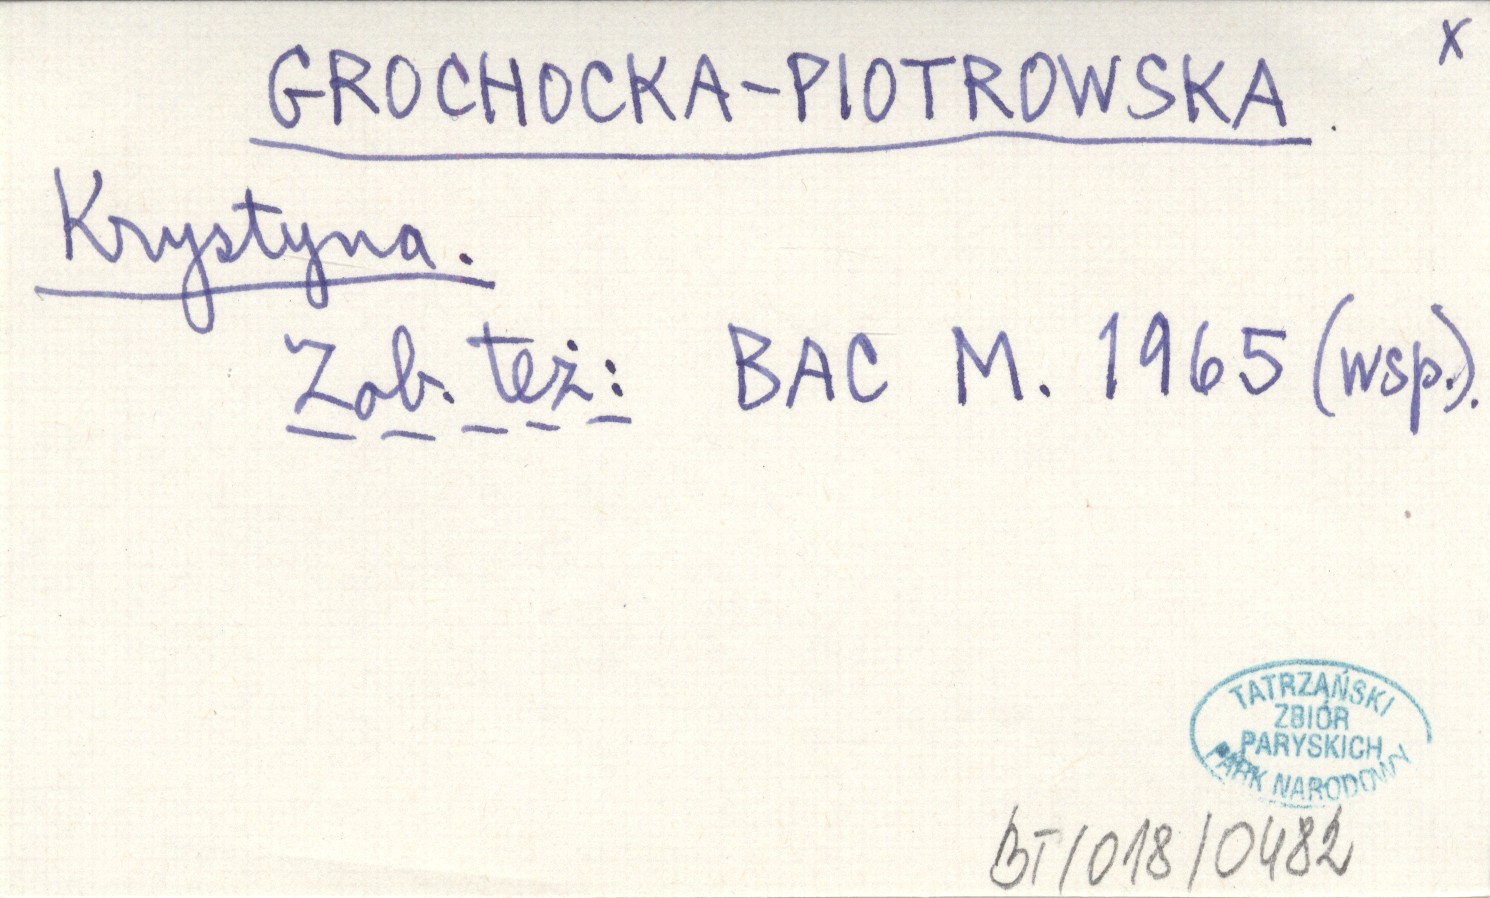 x
GROCHOCKA-PIOTROWSKA.
Krystyna.
Zob. też: BAC M. 1965 (wsp.).
TATRZAŃSKI
ZBIÓR
PARYSKICH
PARK NARODOWY
BT/018/0482